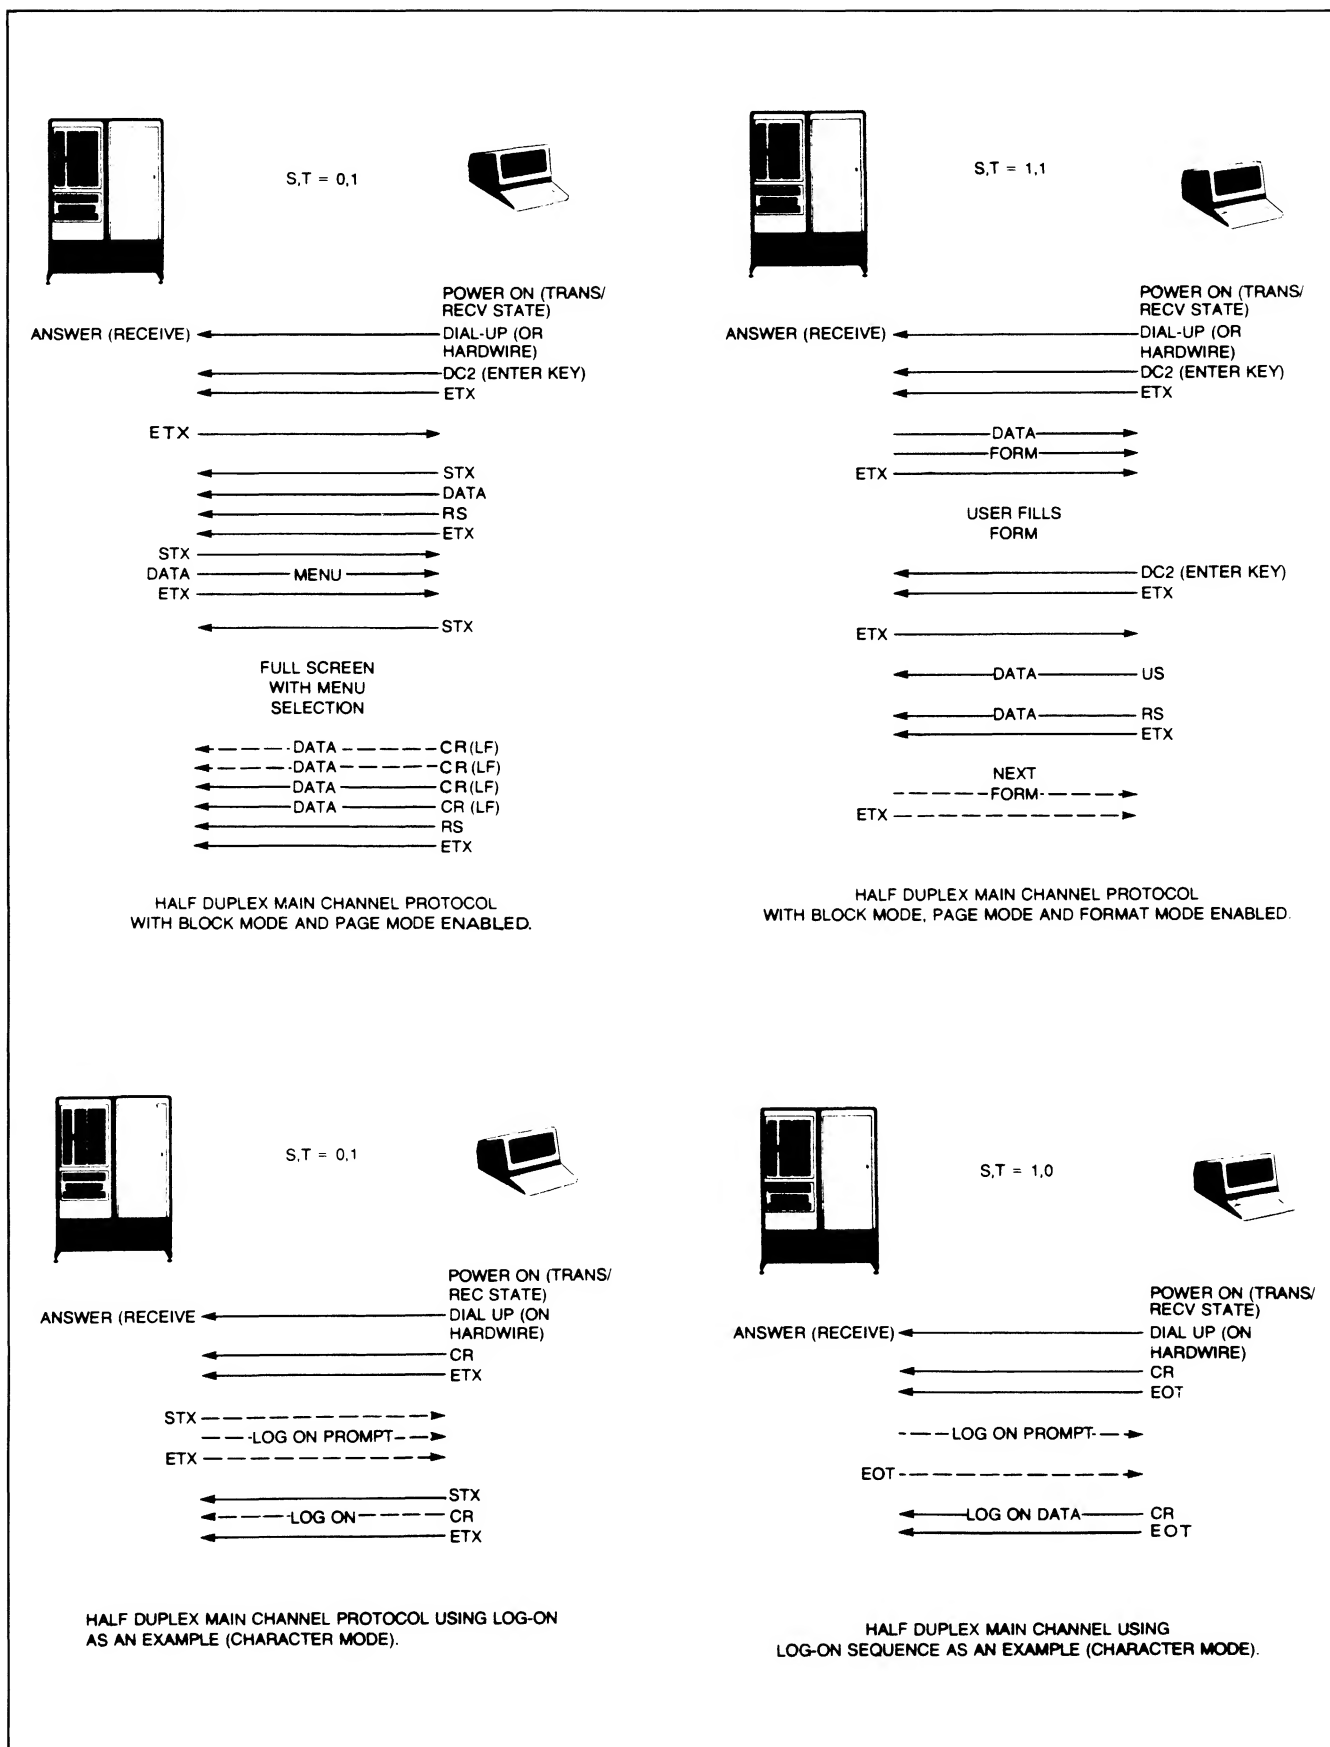 S,T = 0,1
POWER ON (TRANS/
RECV STATE)
ANSWER (RECEIVE) DIAL-UP (OR
HARDWIRE)
DC2 (ENTER KEY)
ETX
ETX
STX
DATA
RS
ETX
STX
DATA MENU
ETX
STX
FULL SCREEN
WITH MENU
SELECTION
DATA CR (LF)
DATA CR (LF)
DATA CR (LF)
DATA CR (LF)
RS
ETX
HALF DUPLEX MAIN CHANNEL PROTOCOL
WITH BLOCK MODE AND PAGE MODE ENABLED.
S,T = 1,1
POWER ON (TRANS/
RECV STATE)
ANSWER (RECEIVE) DIAL-UP (OR
HARDWIRE)
DC2 (ENTER KEY)
ETX
DATA
FORM
ETX
USER FILLS
FORM
DC2 (ENTER KEY)
ETX
ETX
DATA US
DATA RS
ETX
NEXT
FORM
ETX
HALF DUPLEX MAIN CHANNEL PROTOCOL
WITH BLOCK MODE, PAGE MODE AND FORMAT MODE ENABLED.
S,T = 0,1
POWER ON (TRANS/
REC STATE)
ANSWER (RECEIVE DIAL UP (ON
HARDWIRE)
CR
ETX
STX
LOG ON PROMPT
ETX
STX
LOG ON CR
ETX
HALF DUPLEX MAIN CHANNEL PROTOCOL USING LOG-ON
AS AN EXAMPLE (CHARACTER MODE).
S,T = 1,0
POWER ON (TRANS/
RECV STATE)
ANSWER (RECEIVE) DIAL UP (ON
HARDWIRE)
CR
EOT
LOG ON PROMPT
EOT
LOG ON DATA CR
EOT
HALF DUPLEX MAIN CHANNEL USING
LOG-ON SEQUENCE AS AN EXAMPLE (CHARACTER MODE).